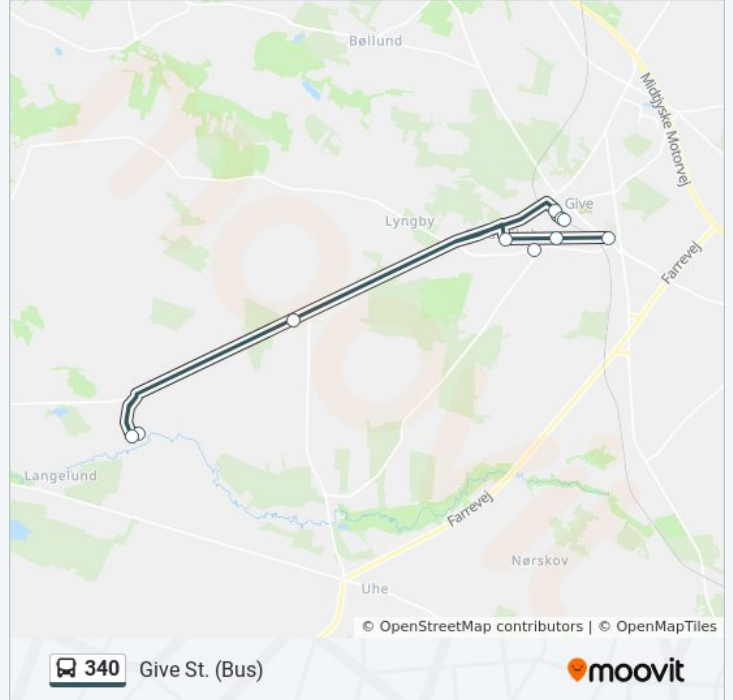 Bøllund
Midtjyske Motorvej
Give
Lyngby
Farrevej
Langelund
Farrevej
Nørskov
Uhe
© OpenStreetMap contributors | © OpenMapTiles
340 Give St. (Bus)
moovit